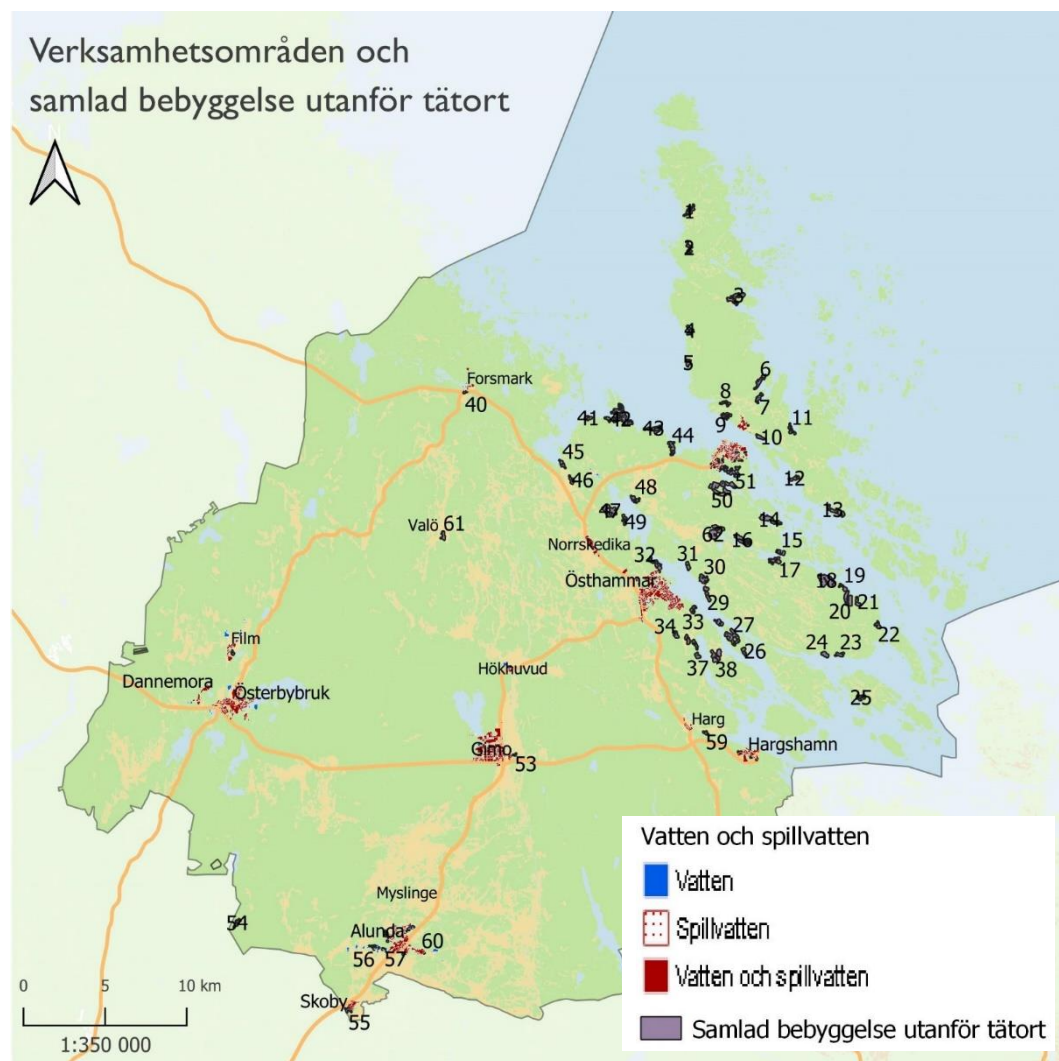 Verksamhetsområden och
samlad bebyggelse utanför tätort
N
1
2
3
4
5
6
7
8
9
10
11
Forsmark
40
41
42
43
44
45
46
12
51
50
48
47
49
13
14
Valö 61
Norrskedika
62
16
15
17
32
31
30
Östhammar
29
18
19
20
21
22
33
34
27
26
24
23
37
38
Film
Hökhuvud
Dannemora
Österbybruk
25
Harg
59
Hargshamn
Gimo
53
Myslinge
54
Alunda
60
56
57
Skoby
55
0 5 10 km
1:350 000
Vatten och spillvatten
Vatten
Spillvatten
Vatten och spillvatten
Samlad bebyggelse utanför tätort